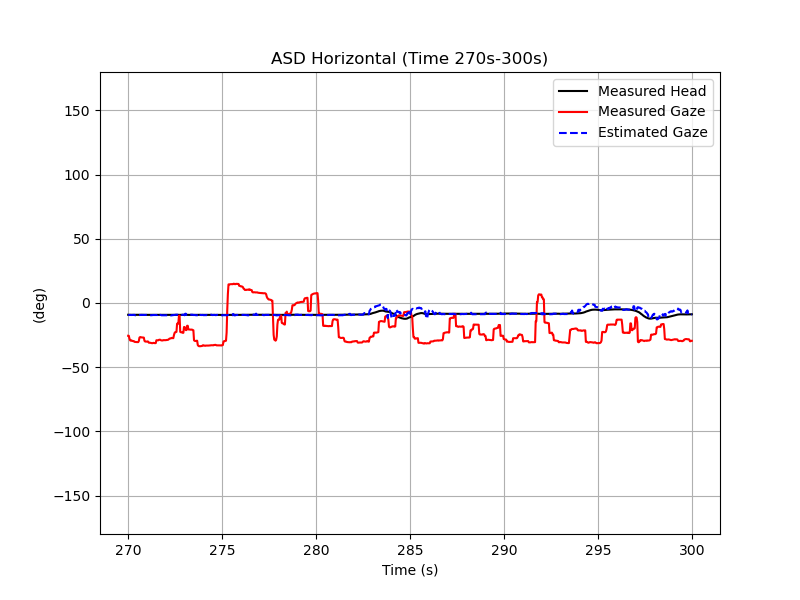 ASD Horizontal (Time 270s-300s)
Measured Head
Measured Gaze
Estimated Gaze
150
100
50
0
−50
−100
−150
(deg)
270 275 280 285 290 295 300
Time (s)